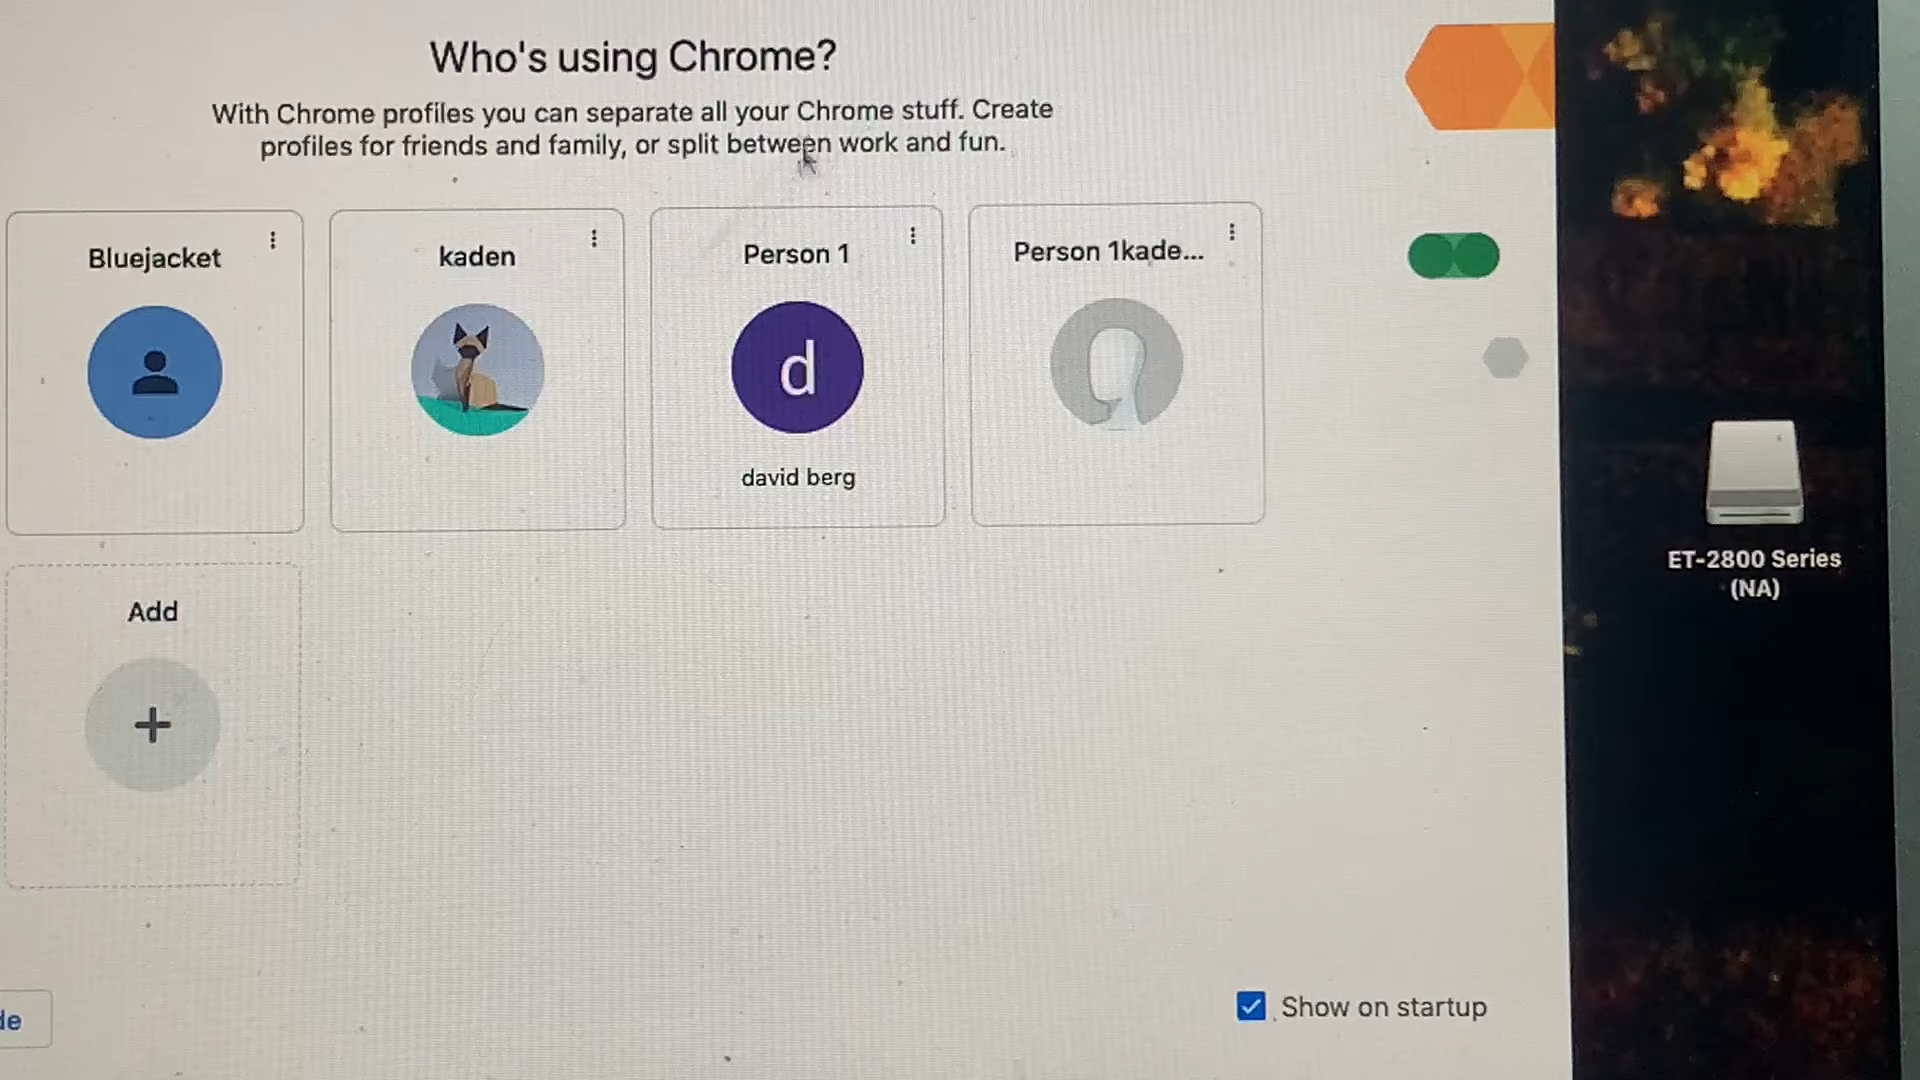 Who's using Chrome?
With Chrome profiles you can separate all your Chrome stuff. Create
profiles for friends and family, or split between work and fun.
Bluejacket
kaden
Person 1
Person 1kade...
d
david berg
ET-2800 Series
(NA)
Add
de
Show on startup